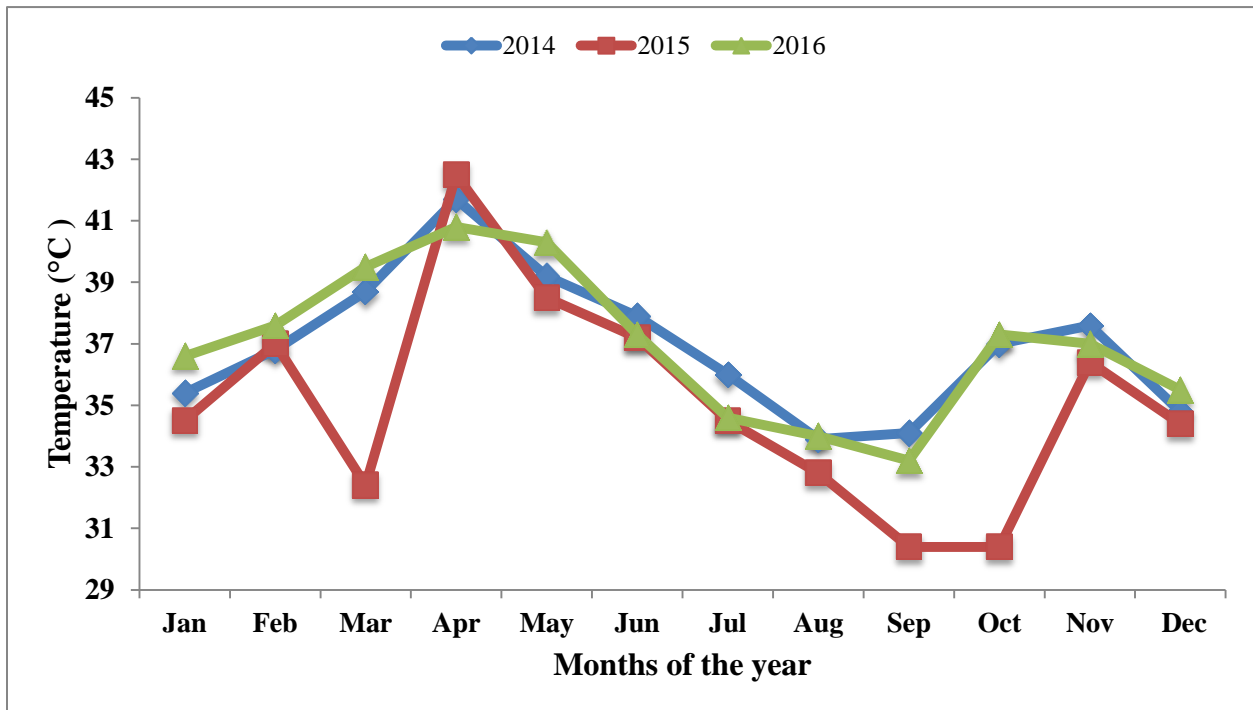 2014 2015 2016
45
43
41
39
37
35
33
31
29
Temperature (°C )
Jan Feb Mar Apr May Jun Jul Aug Sep Oct Nov Dec
Months of the year